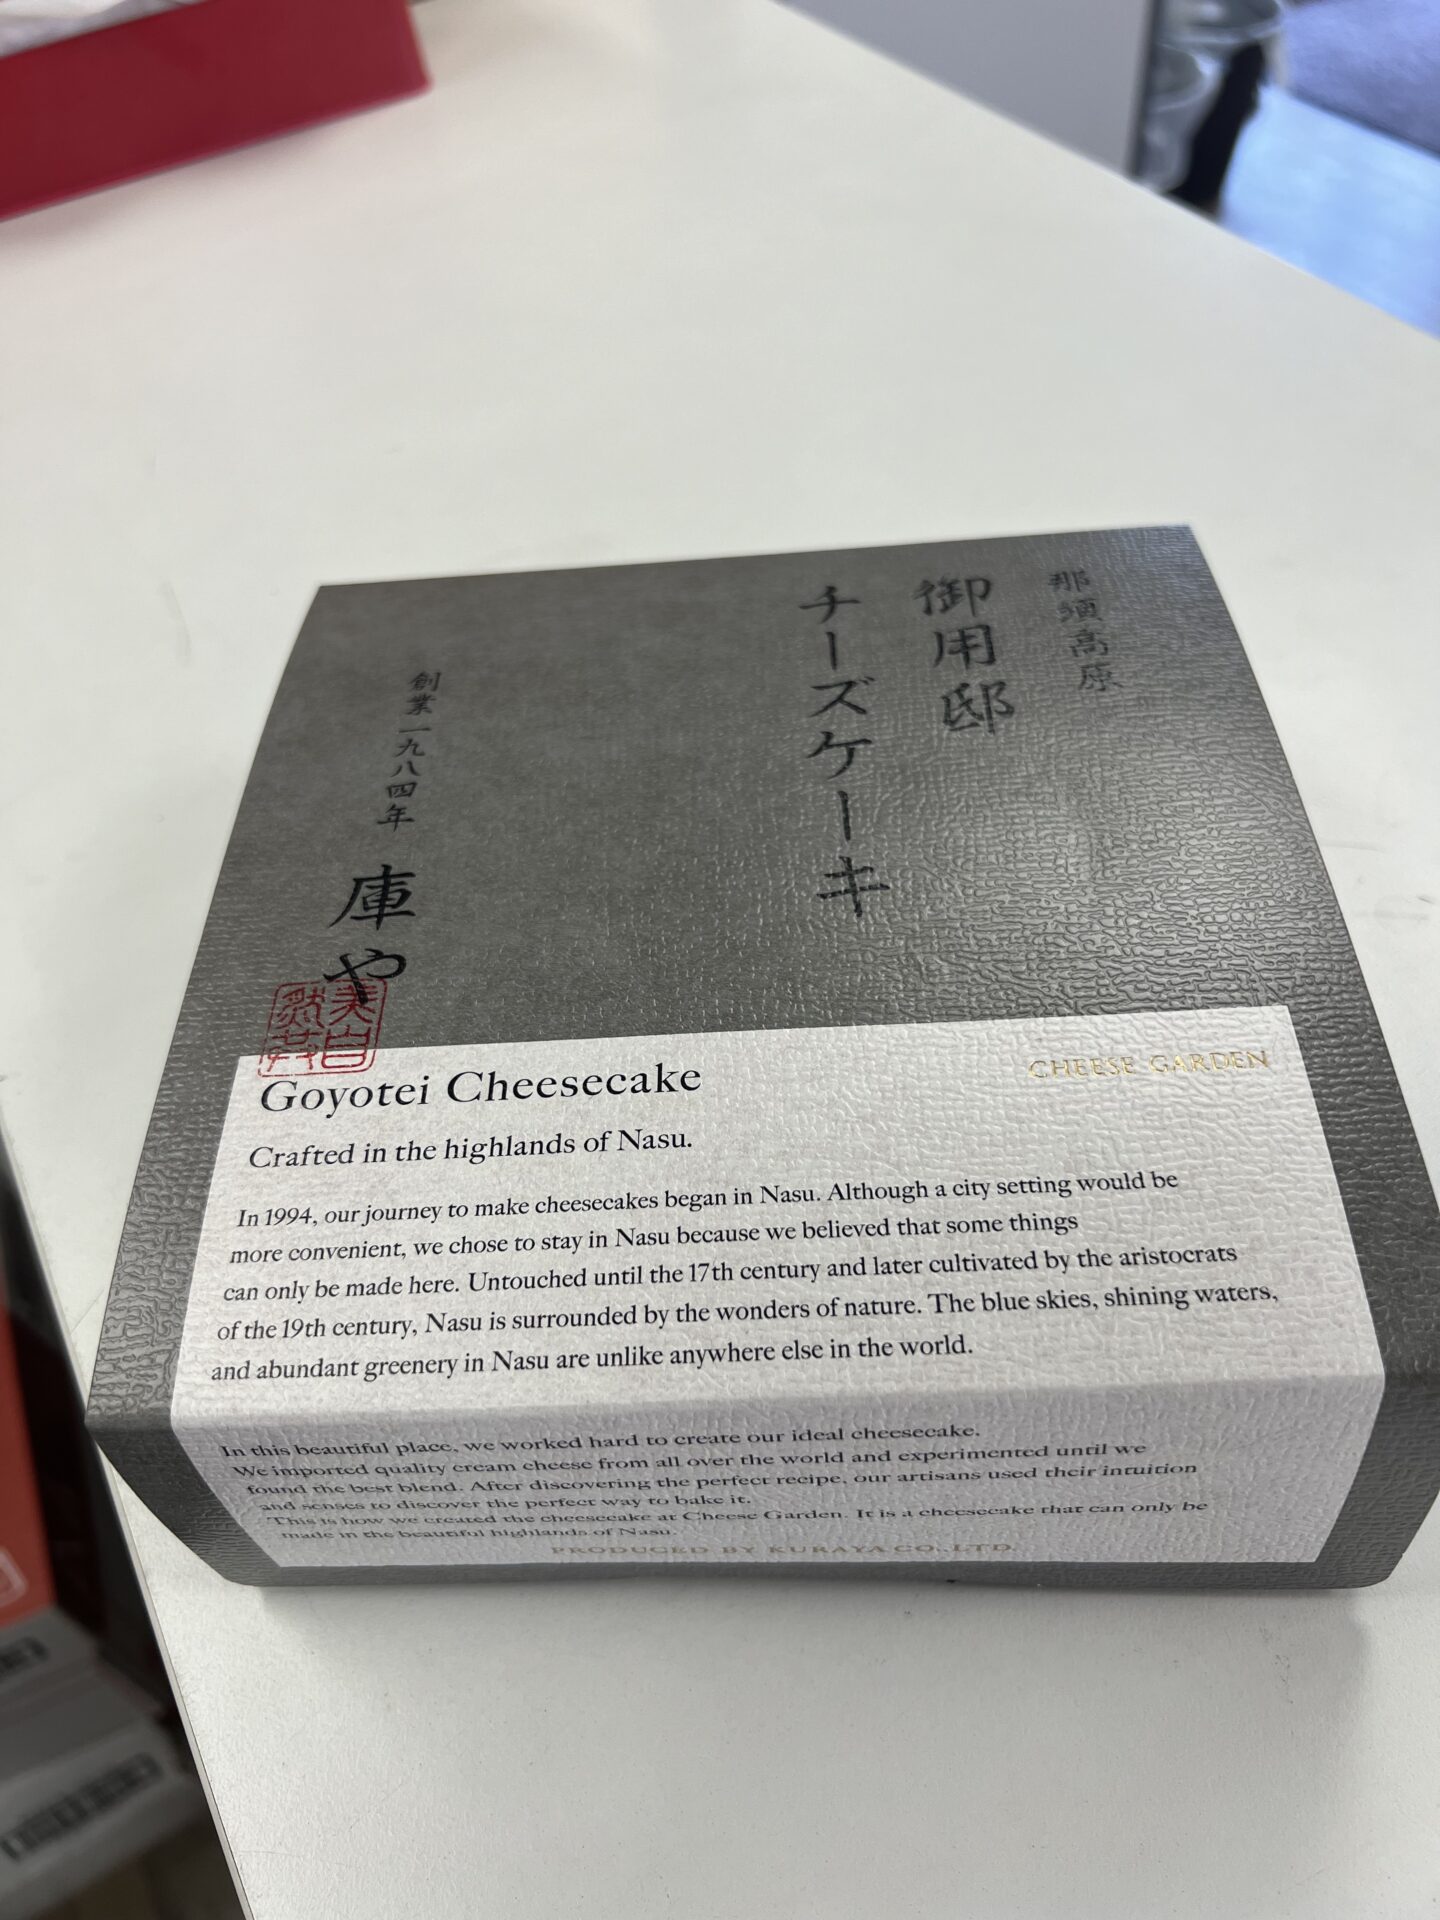 那須高原
御用邸
チーズケーキ
創業一九八四年
庫や
Goyotei Cheesecake
CHEESE GARDEN
Crafted in the highlands of Nasu.
In 1994, our journey to make cheesecakes began in Nasu. Although a city setting would be
more convenient, we chose to stay in Nasu because we believed that some things
can only be made here. Untouched until the 17th century and later cultivated by the aristocrats
of the 19th century, Nasu is surrounded by the wonders of nature. The blue skies, shining waters,
and abundant greenery in Nasu are unlike anywhere else in the world.
In this beautiful place, we worked hard to create our ideal cheesecake.
We imported quality cream cheese from all over the world and experimented until we
found the best blend. After discovering the perfect recipe, our artisans used their intuition
and senses to discover the perfect way to bake it.
This is how we created the cheesecake at Cheese Garden. It is a cheesecake that can only be
made in the beautiful highlands of Nasu.
PRODUCED BY KURAYA CO.,LTD.